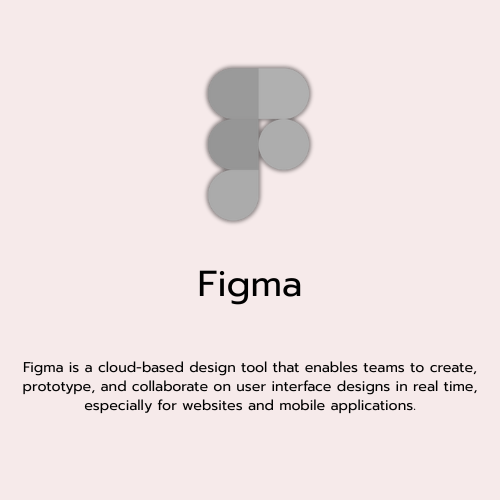 Figma
Figma is a cloud-based design tool that enables teams to create,
prototype, and collaborate on user interface designs in real time,
especially for websites and mobile applications.